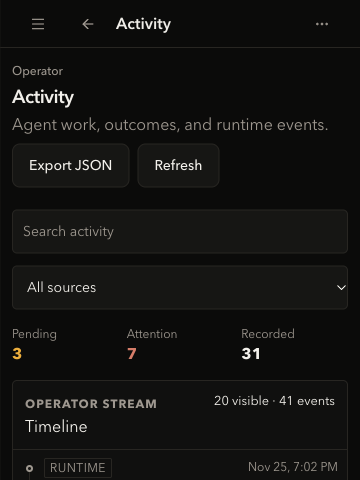 Activity
Operator
Activity
Agent work, outcomes, and runtime events.
Export JSON Refresh
Search activity
All sources
Pending Attention Recorded
3 7 31
OPERATOR STREAM 20 visible · 41 events
Timeline
RUNTIME Nov 25, 7:02 PM